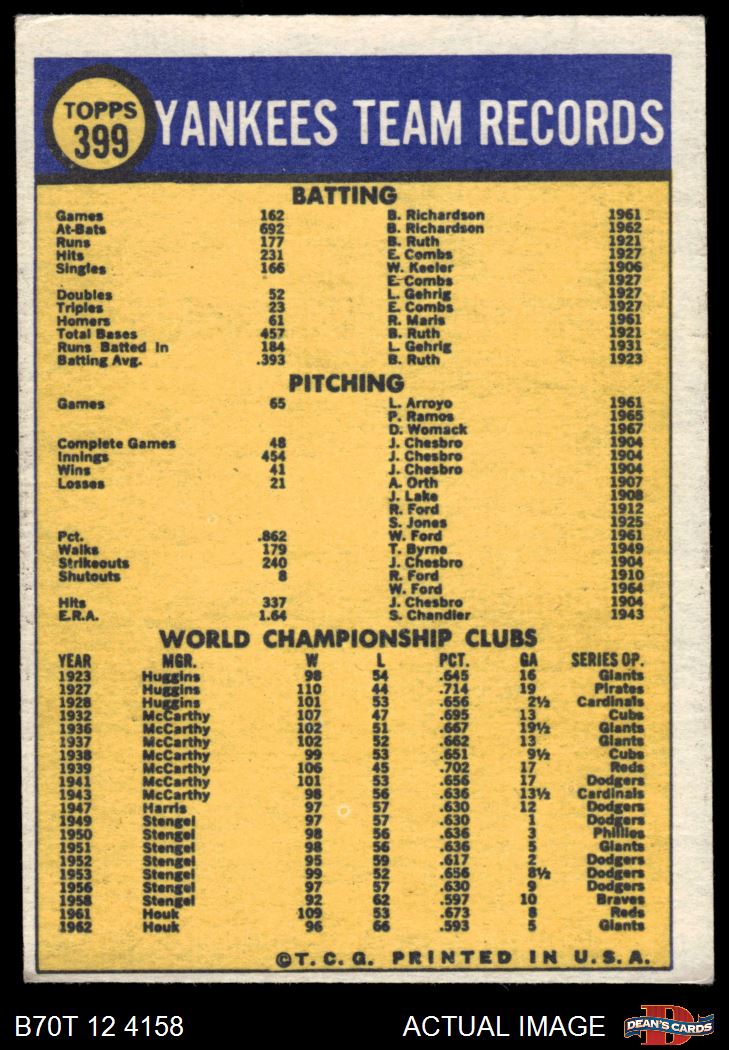 TOPPS
399
YANKEES TEAM RECORDS
BATTING
Games 162 B. Richardson 1961
At-Bats 692 B. Richardson 1962
Runs 177 B. Ruth 1921
Hits 231 E. Combs 1927
Singles 166 W. Keeler 1906
E. Combs 1927
Doubles 52 L. Gehrig 1927
Triples 23 E. Combs 1927
Homers 61 R. Maris 1961
Total Bases 457 B. Ruth 1921
Runs Batted In 184 L. Gehrig 1931
Batting Avg. .393 B. Ruth 1923
PITCHING
Games 65 L. Arroyo 1961
P. Ramos 1965
D. Womack 1967
Complete Games 48 J. Chesbro 1904
Innings 454 J. Chesbro 1904
Wins 41 J. Chesbro 1904
Losses 21 A. Orth 1907
J. Lake 1908
R. Ford 1912
S. Jones 1925
Pct. .862 W. Ford 1961
Walks 179 T. Byrne 1949
Strikeouts 240 J. Chesbro 1904
Shutouts 8 R. Ford 1910
W. Ford 1964
Hits 337 J. Chesbro 1904
E.R.A. 1.64 S. Chandler 1943
WORLD CHAMPIONSHIP CLUBS
YEAR MGR. W L PCT. GA SERIES OP.
1923 Huggins 98 54 .645 16 Giants
1927 Huggins 110 44 .714 19 Pirates
1928 Huggins 101 53 .656 2½ Cardinals
1932 McCarthy 107 47 .695 13 Cubs
1936 McCarthy 102 51 .667 19½ Giants
1937 McCarthy 102 52 .662 13 Giants
1938 McCarthy 99 53 .651 9½ Cubs
1939 McCarthy 106 45 .702 17 Reds
1941 McCarthy 101 53 .656 17 Dodgers
1943 McCarthy 98 56 .636 13½ Cardinals
1947 Harris 97 57 .630 12 Dodgers
1949 Stengel 97 57 .630 1 Dodgers
1950 Stengel 98 56 .636 3 Phillies
1951 Stengel 98 56 .636 5 Giants
1952 Stengel 95 59 .617 2 Dodgers
1953 Stengel 99 52 .656 8½ Dodgers
1956 Stengel 97 57 .630 9 Dodgers
1958 Stengel 92 62 .597 10 Braves
1961 Houk 109 53 .673 8 Reds
1962 Houk 96 66 .593 5 Giants
©T.C.G. PRINTED IN U.S.A.
B70T 12 4158 ACTUAL IMAGE
D
DEAN'S CARDS